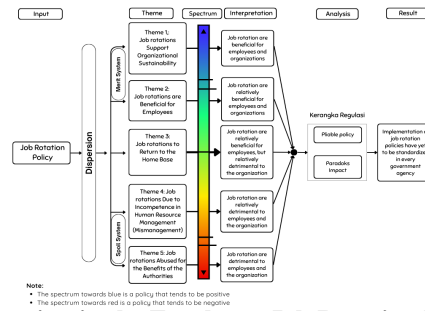 Input
Theme
Spectrum
Interpretation
Analysis
Result
Job Rotation
Policy
Dispersion
Merit System
Spoil System
Theme 1:
Job rotations
Support
Organizational
Sustainability
Theme 2:
Job rotations are
Beneficial for
Employees
Theme 3:
Job rotations to
Return to the
Home Base
Theme 4: Job
rotations Due to
Incompetence in
Human Resource
Management
(Mismanagement)
Theme 5: Job
rotations Abused for
the Benefits of the
Authorities
Job rotation are
beneficial for
employees and
organizations
Job rotation are
relatively
beneficial for
employees and
organizations
Job rotation are
relatively
beneficial for
employees, but
relatively
detrimental to
the organization
Job rotation are
relatively
detrimental to
employees and
the organization
Job rotation are
detrimental to
employees and
the organization
Kerangka Regulasi
Pliable policy
Paradoks
Impact
Implementation
job rotation
policies have yet
to be standardize
in every
government
agency
Note:
• The spectrum towards blue is a policy that tends to be positive
• The spectrum towards red is a policy that tends to be negative